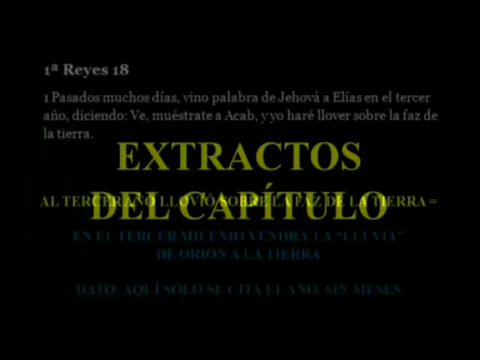 1ª Reyes 18
1 Pasados muchos días, vino palabra de Jehová a Elías en el tercer
año, diciendo: Ve, muéstrate a Acab, y yo haré llover sobre la faz de
la tierra.
EXTRACTOS
AL TERCER AÑO LLOVIÓ SOBRE LA FAZ DE LA TIERRA =
DEL CAPÍTULO
EN EL TERCER MILENIO VENDRÁ LA "LLUVIA"
DE ORIÓN A LA TIERRA
DATO: AQUÍ SÓLO SE CITA EL AÑO, SIN MESES